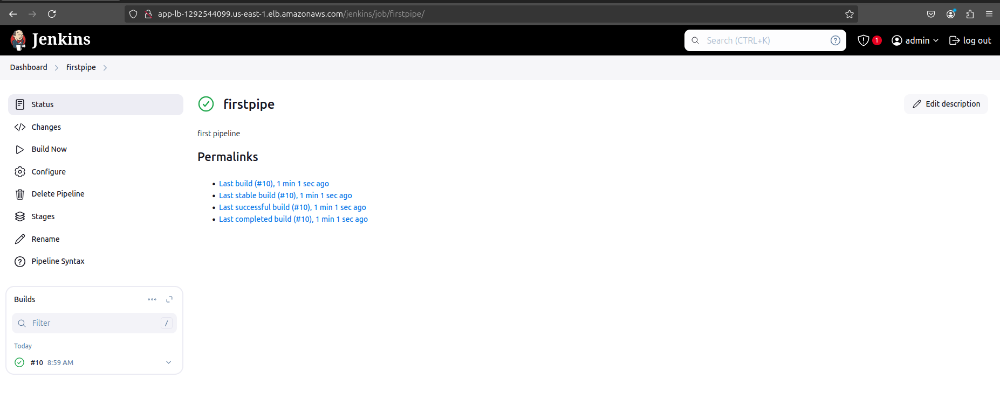 app-lb-1292544099.us-east-1.elb.amazonaws.com/jenkins/job/firstpipe/
Jenkins
Search (CTRL+K)
?
1
admin
log out
Dashboard
firstpipe
Status
Changes
Build Now
Configure
Delete Pipeline
Stages
Rename
Pipeline Syntax
firstpipe
Edit description
first pipeline
Permalinks
Last build (#10), 1 min 1 sec ago
Last stable build (#10), 1 min 1 sec ago
Last successful build (#10), 1 min 1 sec ago
Last completed build (#10), 1 min 1 sec ago
Builds
Filter
/
Today
#10 8:59 AM